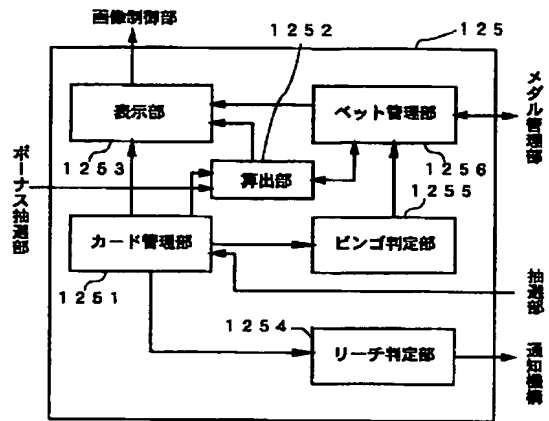 画像制御部
1252
125
表示部
ベット管理部
メダル管理部
1253
算出部
1256
1255
ボーナス抽選部
カード管理部
ビンゴ判定部
1251
抽選部
1254
リーチ判定部
通知機構